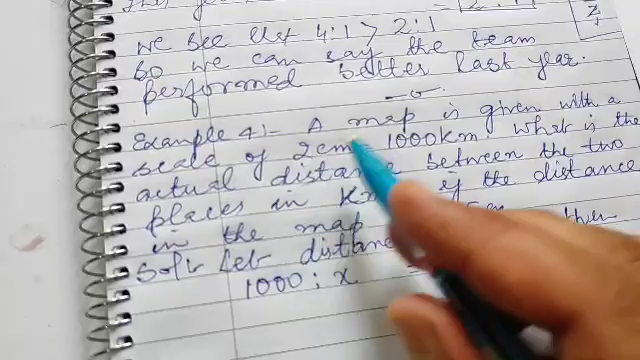 we see that 4:1 > 2:1
so we can say the team
performed better last year.
Example 4:- A map is given with a
scale of 2cm = 1000km. What is the
actual distance between the two
places in if the distance
in the map
Sol:- Let distance then
1000 : x =